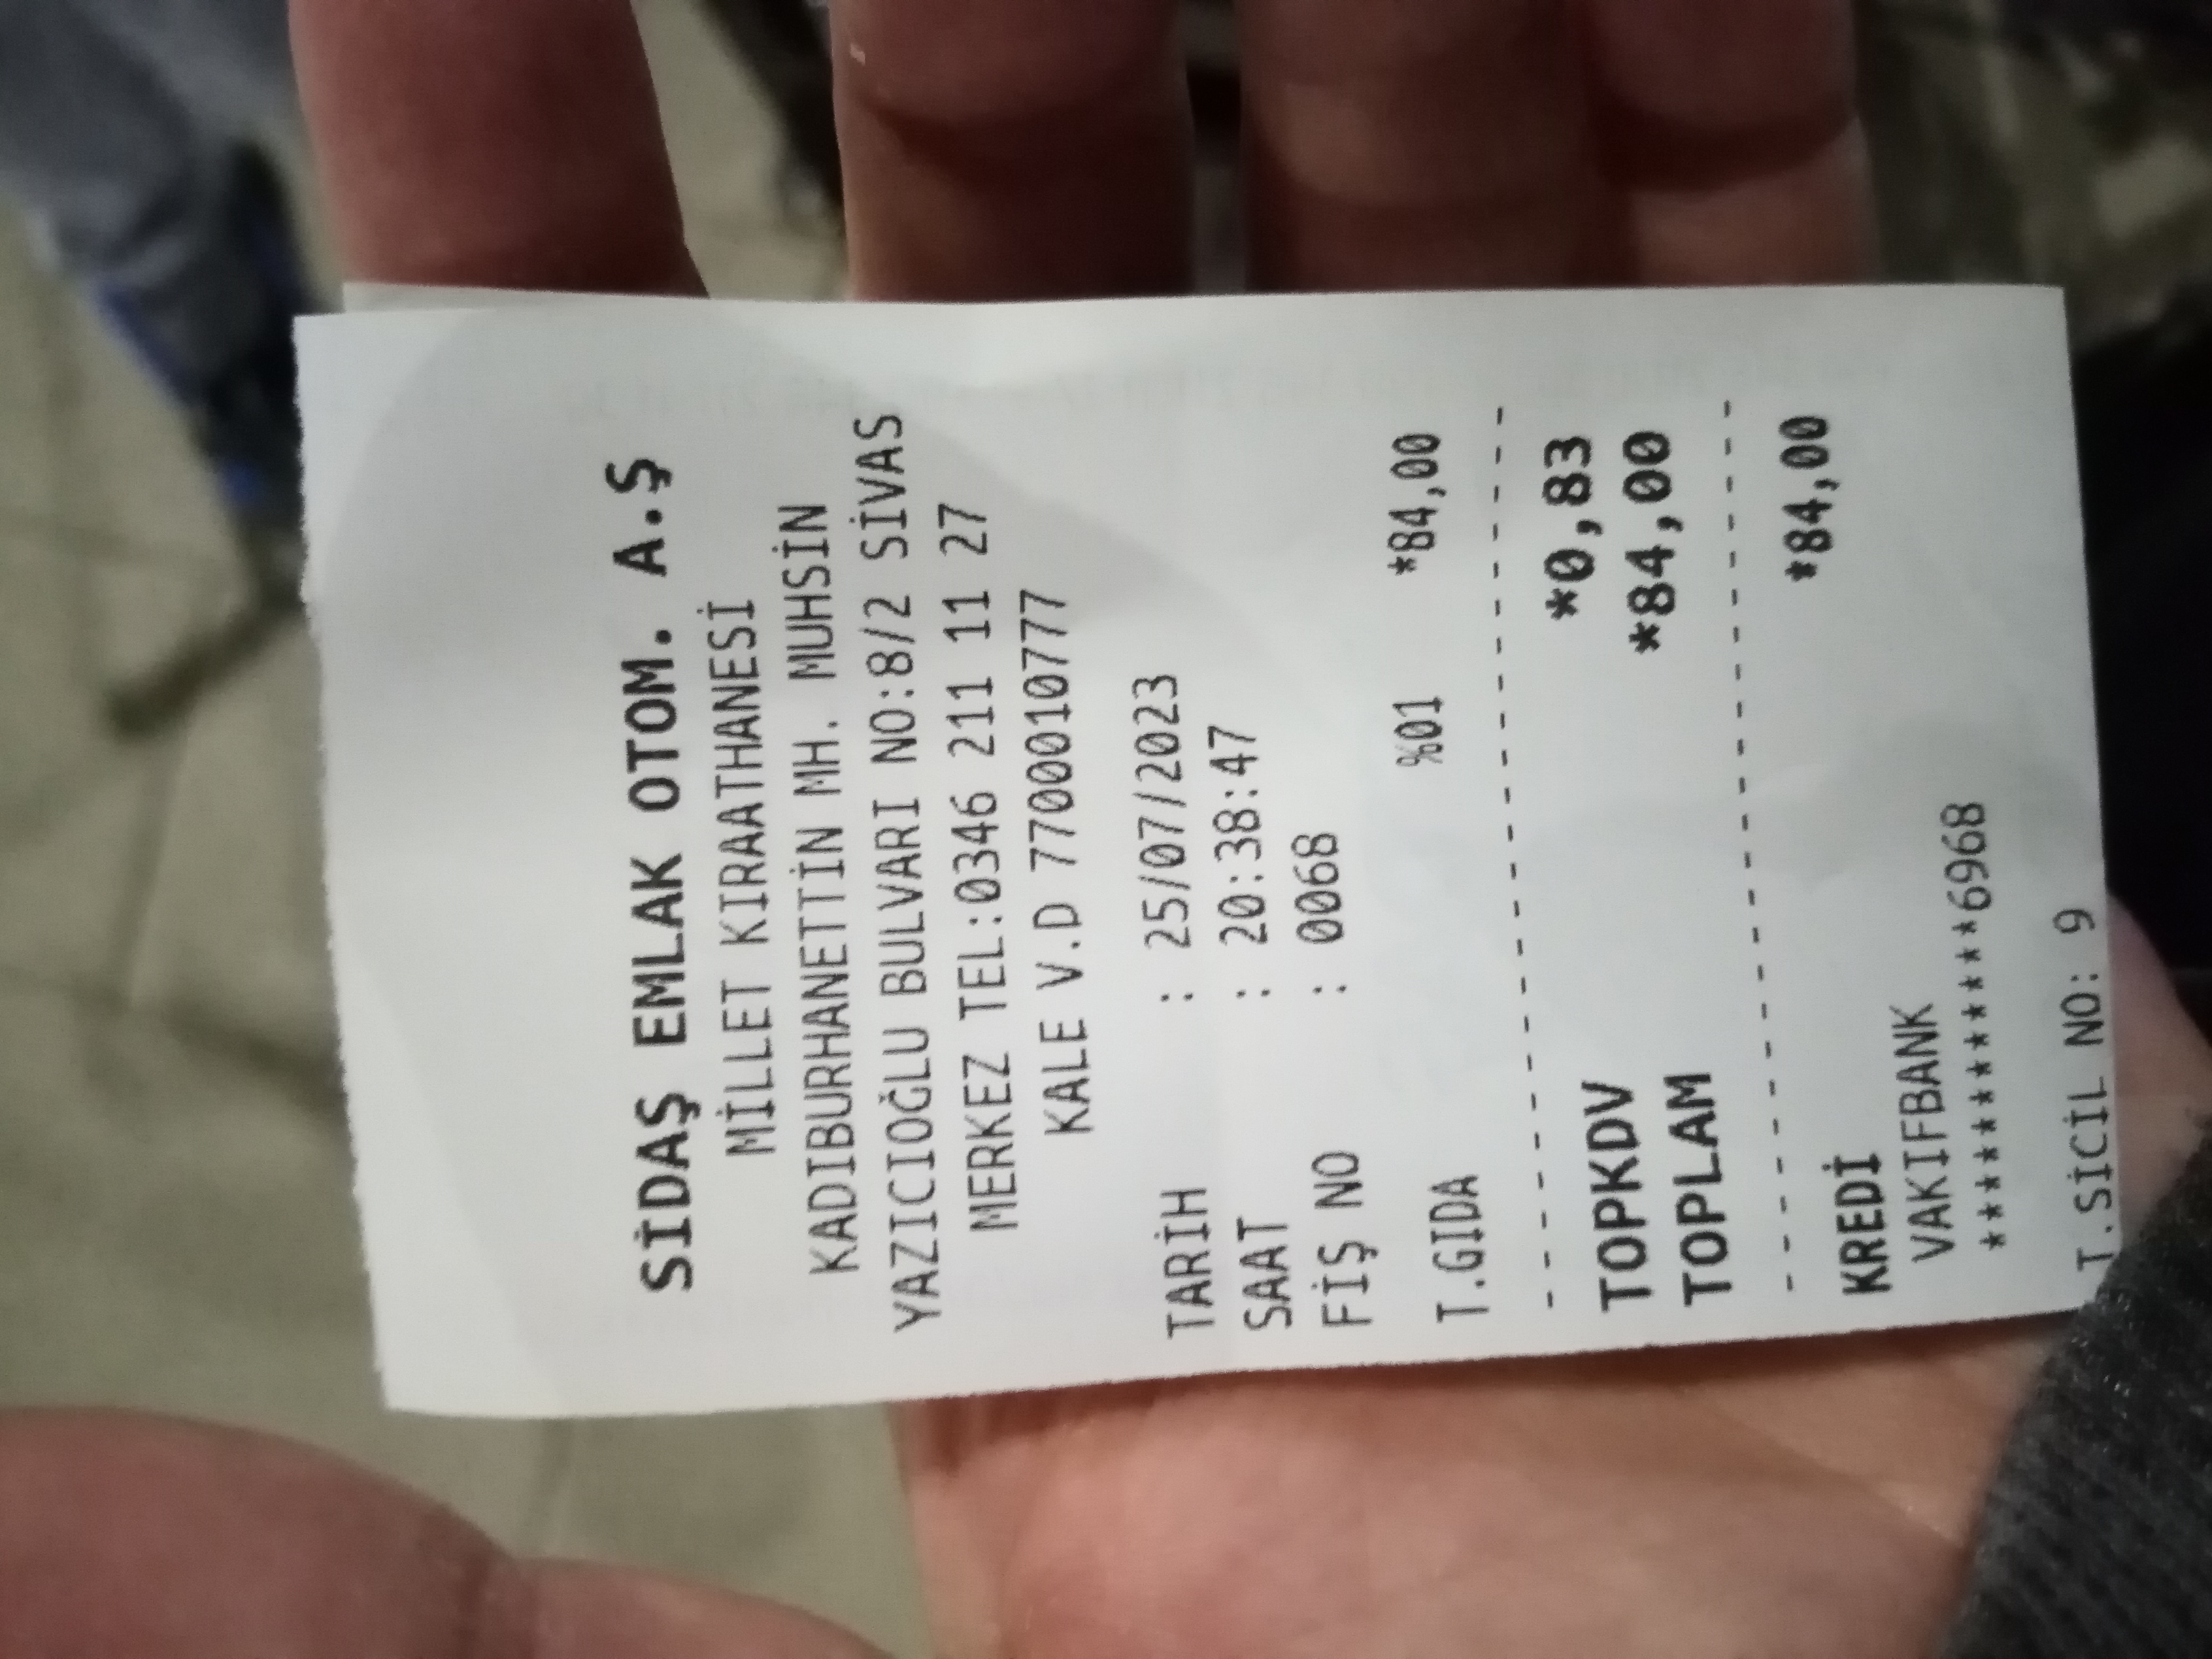 SİDAŞ EMLAK OTOM. A.Ş
MİLLET KIRAATHANESİ
KADIBURHANETTİN MH. MUHSİN
YAZICIOĞLU BULVARI NO:8/2 SİVAS
MERKEZ TEL:0346 211 11 27
KALE V.D 7700010777
TARİH : 25/07/2023
SAAT : 20:38:47
FİŞ NO : 0068
T.GIDA %01 *84,00
TOPKDV *0,83
TOPLAM *84,00
KREDİ *84,00
VAKIFBANK
************6968
T.SİCİL NO: 9